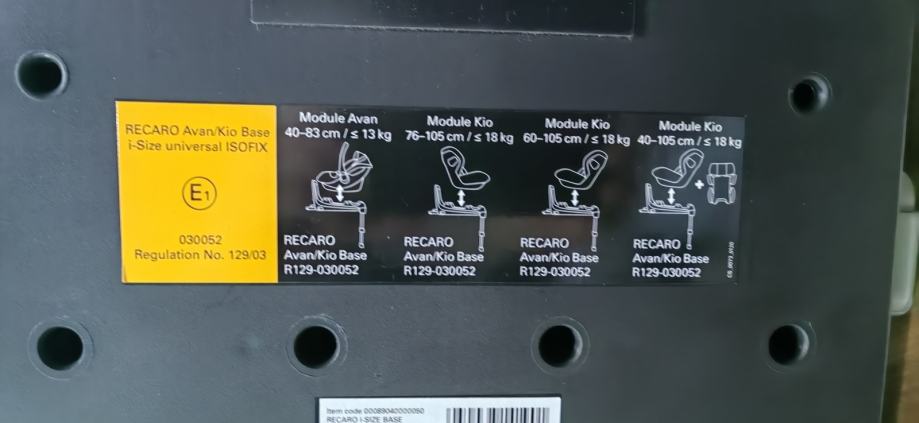 RECARO Avan/Kio Base
i-Size universal ISOFIX
E1
030052
Regulation No. 129/03
Module Avan
40–83 cm / ≤ 13 kg
RECARO
Avan/Kio Base
R129-030052
Module Kio
76–105 cm / ≤ 18 kg
RECARO
Avan/Kio Base
R129-030052
Module Kio
60–105 cm / ≤ 18 kg
RECARO
Avan/Kio Base
R129-030052
Module Kio
40–105 cm / ≤ 18 kg
+
RECARO
Avan/Kio Base
R129-030052
Item code 00089040000050
RECARO I-SIZE BASE